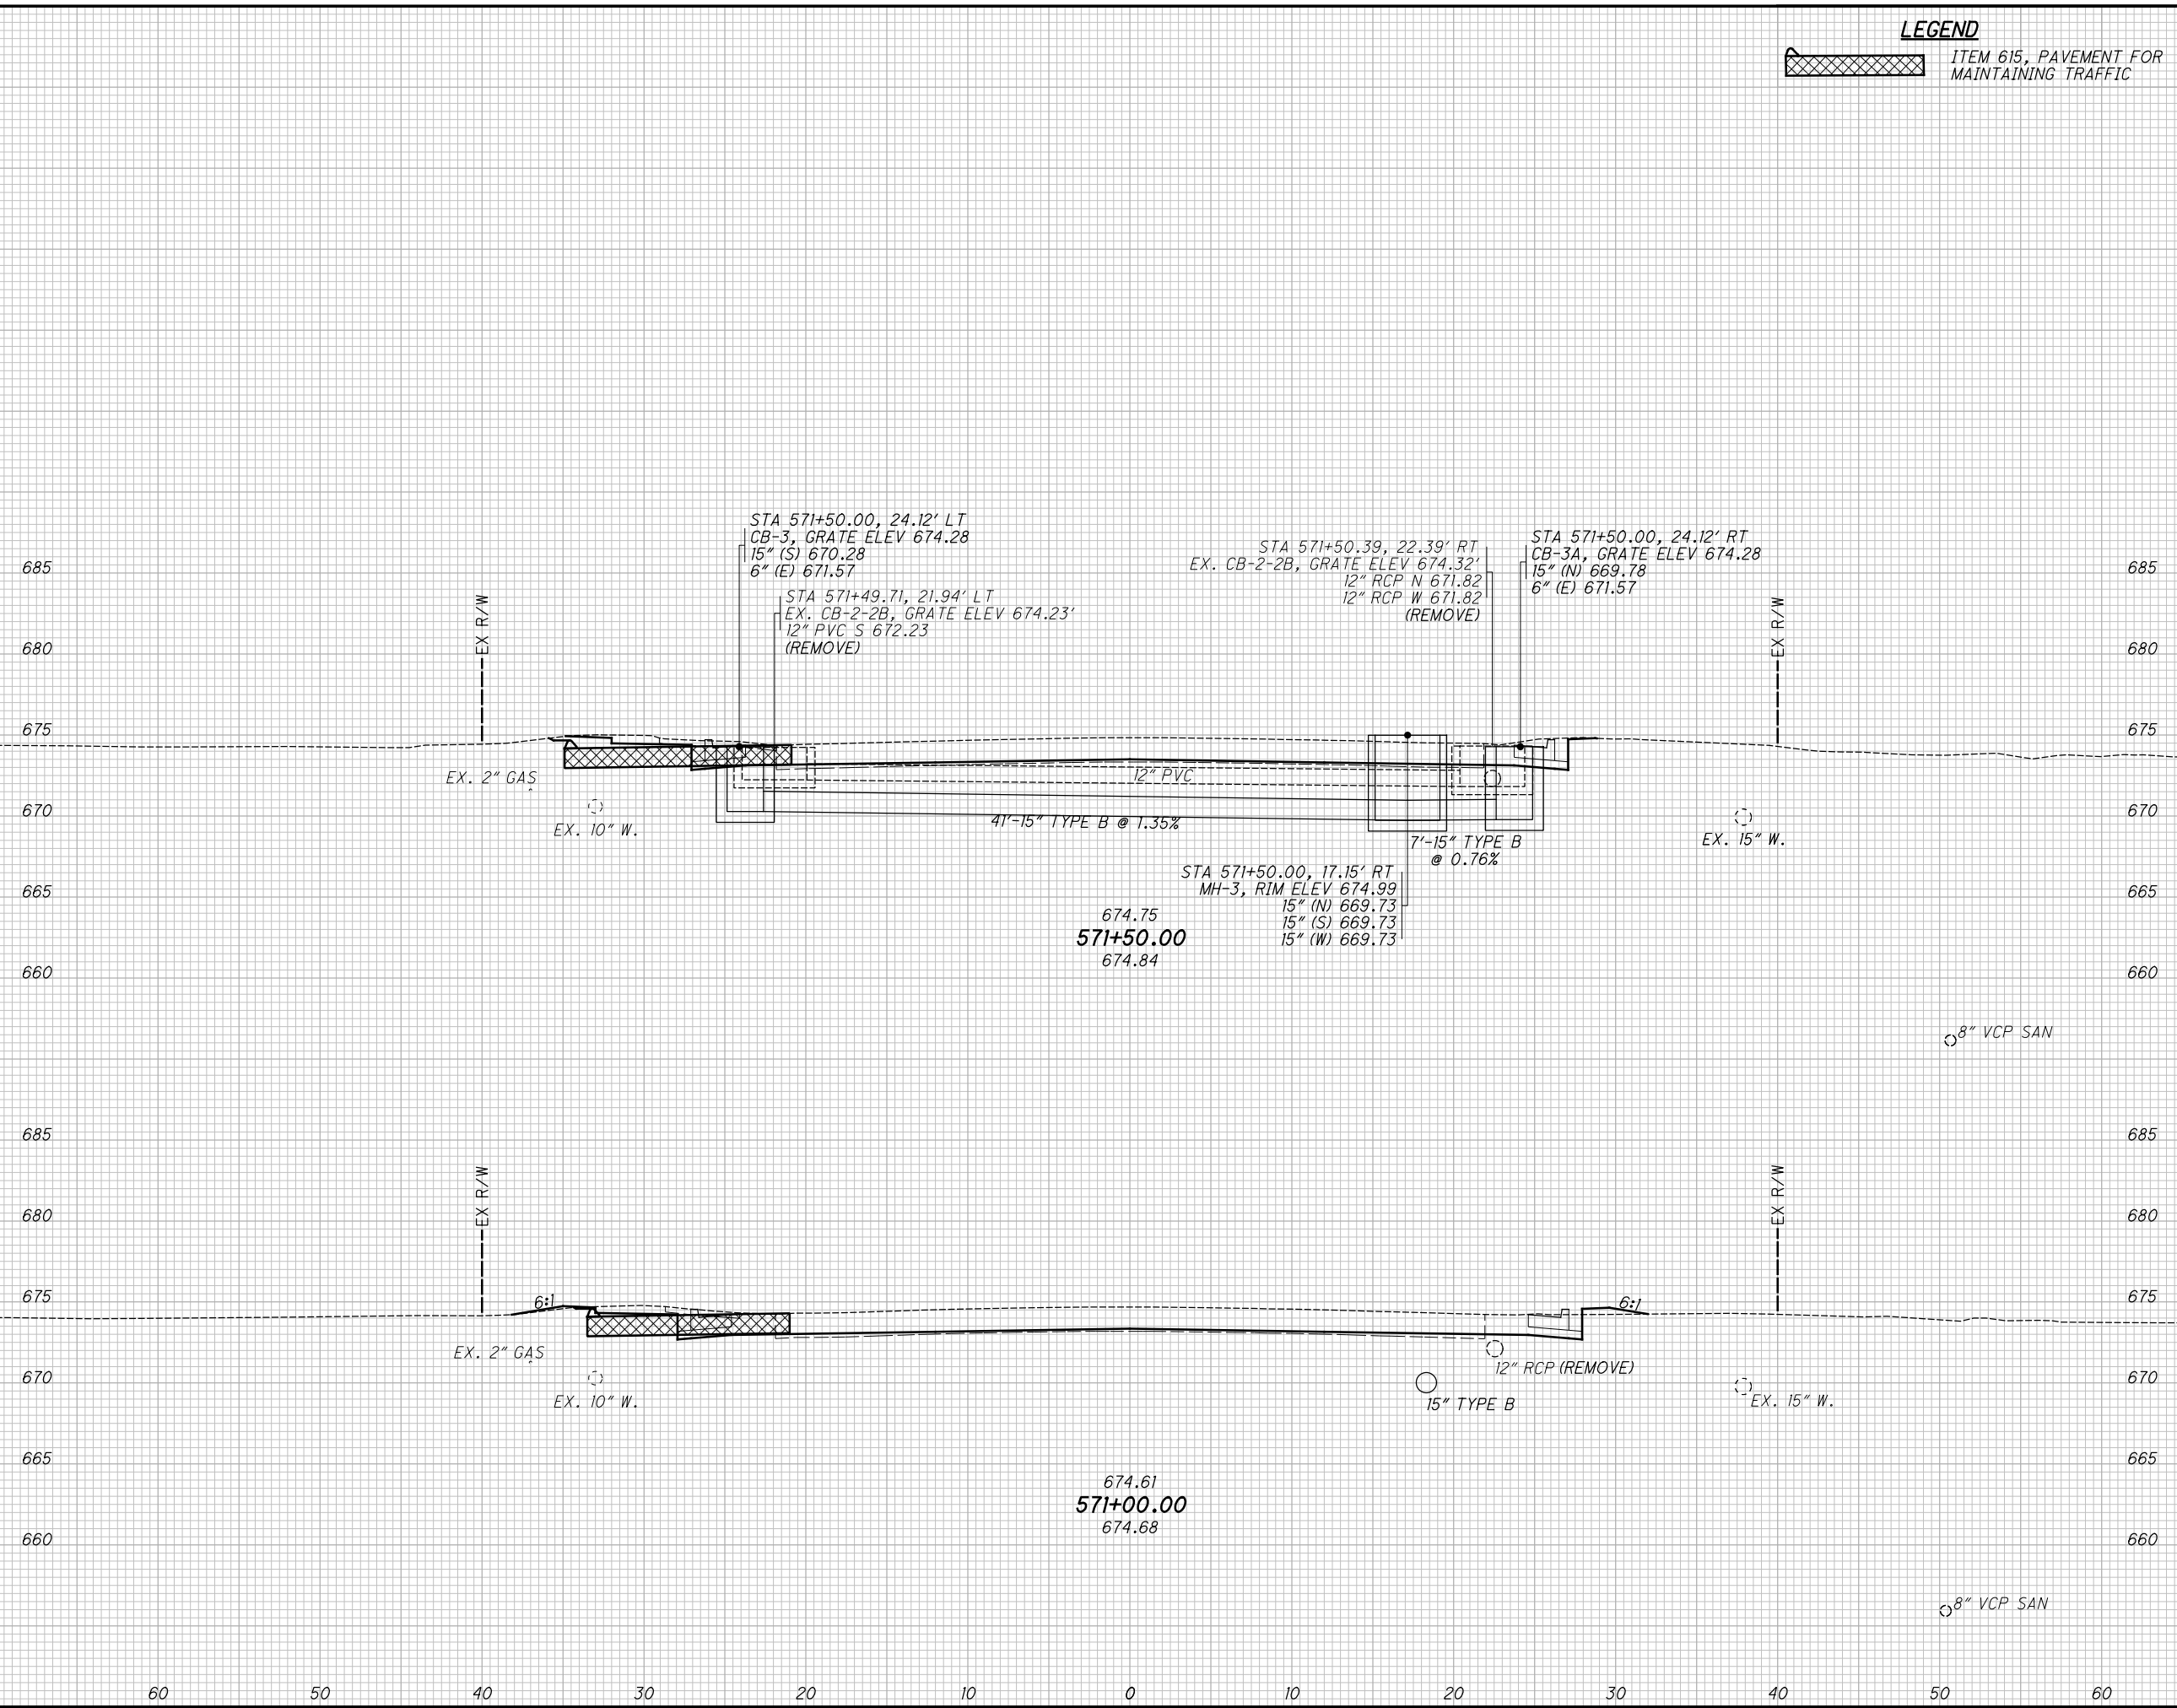 LEGEND
ITEM 615, PAVEMENT FOR
MAINTAINING TRAFFIC
STA 571+50.00, 24.12' LT
CB-3, GRATE ELEV 674.28
15" (S) 670.28
6" (E) 671.57
STA 571+49.71, 21.94' LT
EX. CB-2-2B, GRATE ELEV 674.23'
12" PVC S 672.23
(REMOVE)
STA 571+50.39, 22.39' RT
EX. CB-2-2B, GRATE ELEV 674.32'
12" RCP N 671.82
12" RCP W 671.82
(REMOVE)
STA 571+50.00, 24.12' RT
CB-3A, GRATE ELEV 674.28
15" (N) 669.78
6" (E) 671.57
685
685
EX R/W
EX R/W
680
680
675
675
EX. 2" GAS
12" PVC
670
670
EX. 10" W.
41'-15" TYPE B @ 1.35%
7'-15" TYPE B
@ 0.76%
EX. 15" W.
STA 571+50.00, 17.15' RT
MH-3, RIM ELEV 674.99
15" (N) 669.73
15" (S) 669.73
15" (W) 669.73
665
665
674.75
571+50.00
674.84
660
660
8" VCP SAN
685
685
EX R/W
EX R/W
680
680
675
6:1
6:1
675
EX. 2" GAS
12" RCP (REMOVE)
670
670
EX. 10" W.
15" TYPE B
EX. 15" W.
665
665
674.61
571+00.00
674.68
660
660
8" VCP SAN
60 50 40 30 20 10 0 10 20 30 40 50 60